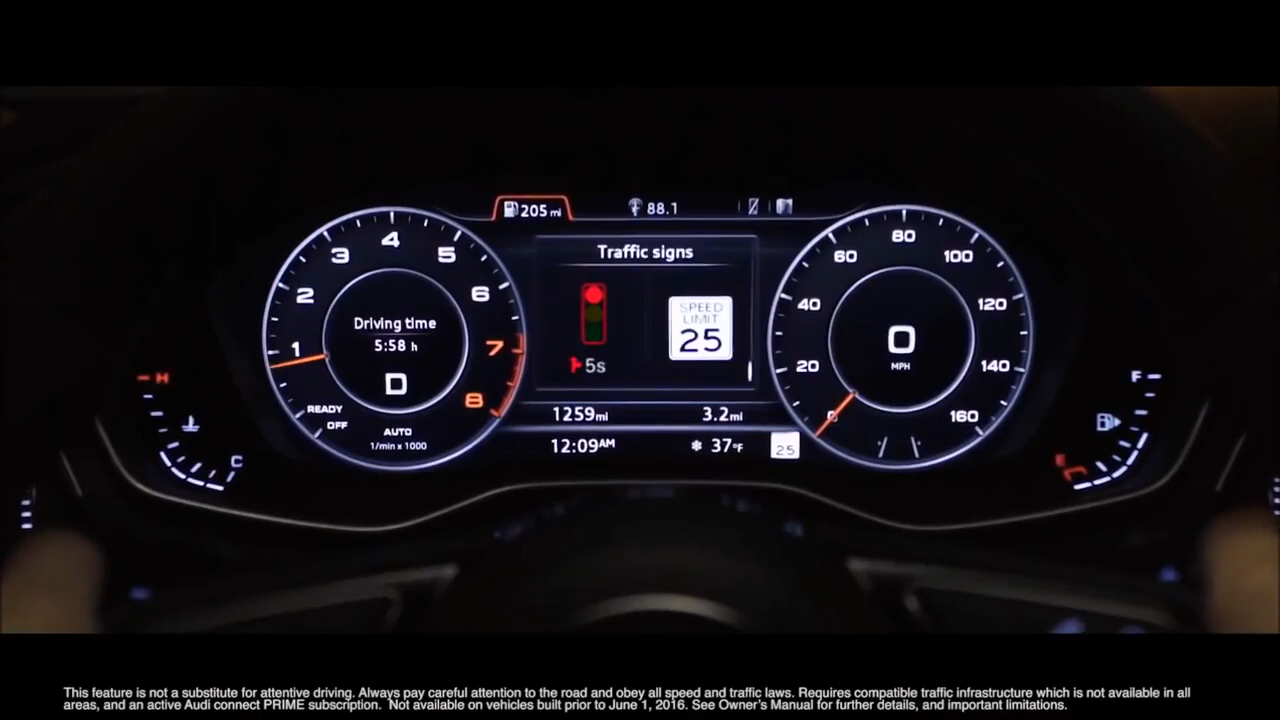 205 mi
88.1
Traffic signs
SPEED
LIMIT
25
5s
1259mi
3.2mi
12:09AM
37°F
25
1
2
3
4
5
6
7
8
Driving time
5:58 h
D
READY
OFF
AUTO
1/min x 1000
0
20
40
60
80
100
120
140
160
0
MPH
H
C
F
E
This feature is not a substitute for attentive driving. Always pay careful attention to the road and obey all speed and traffic laws. Requires compatible traffic infrastructure which is not available in all
areas, and an active Audi connect PRIME subscription. Not available on vehicles built prior to June 1, 2016. See Owner's Manual for further details, and important limitations.